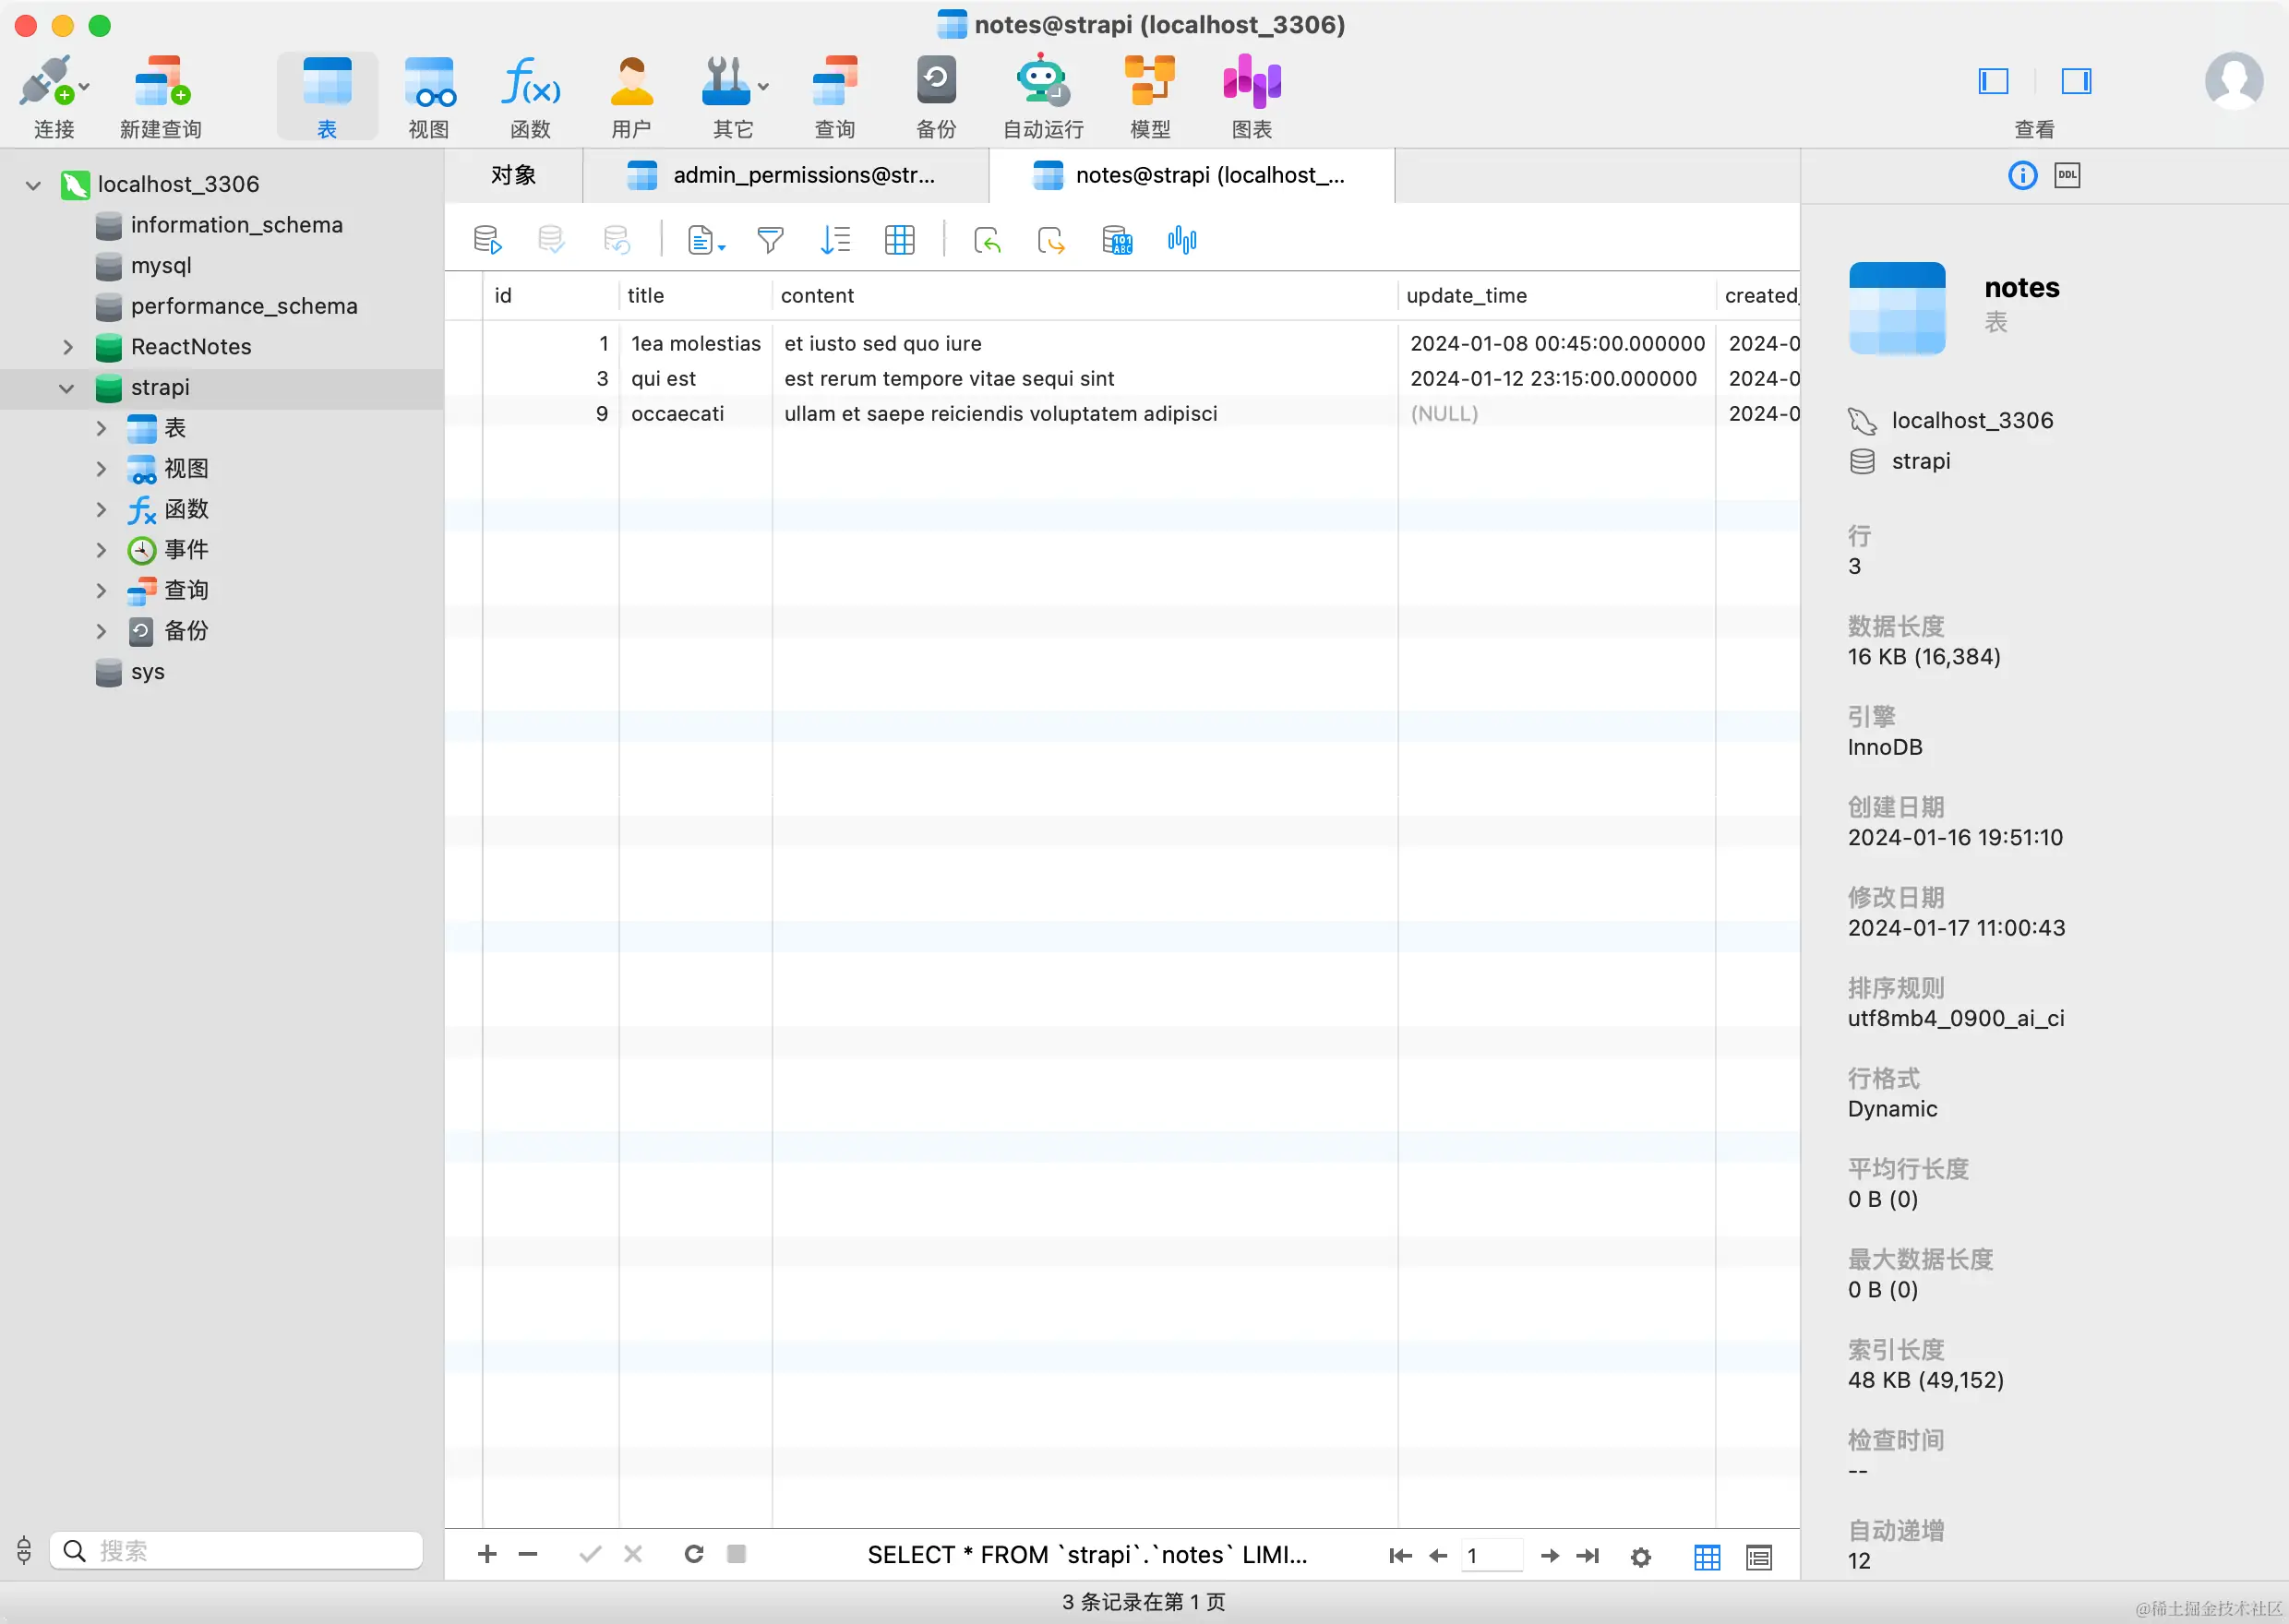 notes@strapi (localhost_3306)
连接
新建查询
表
视图
函数
用户
其它
查询
备份
自动运行
模型
图表
查看
localhost_3306
information_schema
mysql
performance_schema
ReactNotes
strapi
表
视图
函数
事件
查询
备份
sys
搜索
对象
admin_permissions@str...
notes@strapi (localhost_...
id title content update_time created_
1 1ea molestias et iusto sed quo iure 2024-01-08 00:45:00.000000 2024-0
3 qui est est rerum tempore vitae sequi sint 2024-01-12 23:15:00.000000 2024-0
9 occaecati ullam et saepe reiciendis voluptatem adipisci (NULL) 2024-0
SELECT * FROM `strapi`.`notes` LIMI...
1
DDL
notes
表
localhost_3306
strapi
行
3
数据长度
16 KB (16,384)
引擎
InnoDB
创建日期
2024-01-16 19:51:10
修改日期
2024-01-17 11:00:43
排序规则
utf8mb4_0900_ai_ci
行格式
Dynamic
平均行长度
0 B (0)
最大数据长度
0 B (0)
索引长度
48 KB (49,152)
检查时间
--
自动递增
12
3 条记录在第 1 页
@稀土掘金技术社区